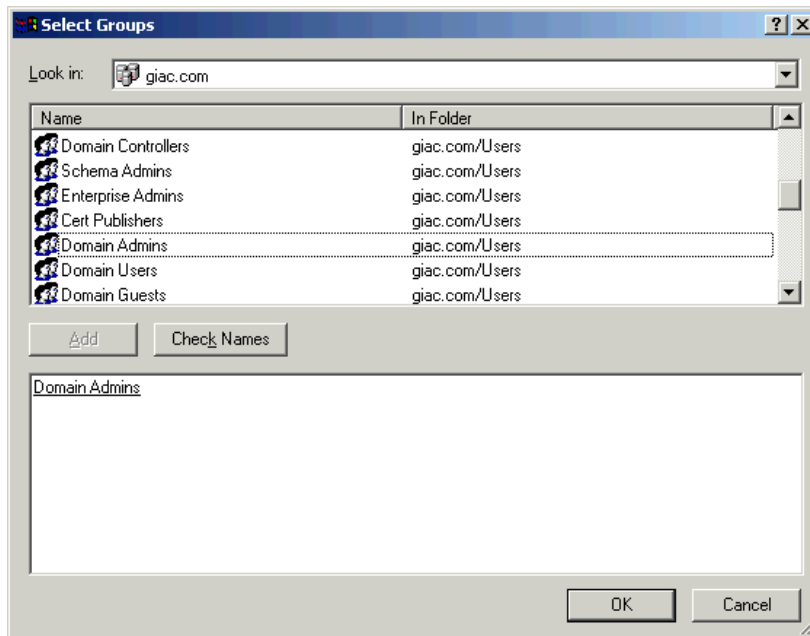 Select Groups
Look in: giac.com
Name In Folder
Domain Controllers giac.com/Users
Schema Admins giac.com/Users
Enterprise Admins giac.com/Users
Cert Publishers giac.com/Users
Domain Admins giac.com/Users
Domain Users giac.com/Users
Domain Guests giac.com/Users
Add Check Names
Domain Admins
OK Cancel